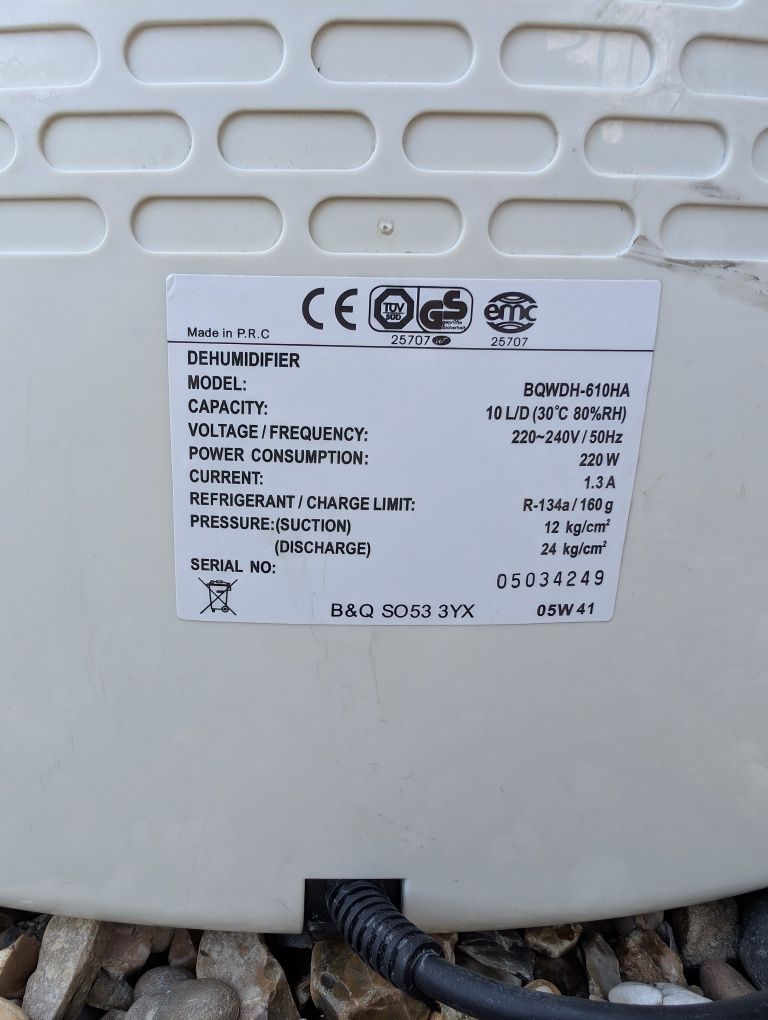 CE TÜV SÜD GS geprüfte Sicherheit emc
Made in P.R.C 25707 25707
DEHUMIDIFIER
MODEL: BQWDH-610HA
CAPACITY: 10 L/D (30°C 80%RH)
VOLTAGE / FREQUENCY: 220~240V / 50Hz
POWER CONSUMPTION: 220 W
CURRENT: 1.3 A
REFRIGERANT / CHARGE LIMIT: R-134a / 160 g
PRESSURE:(SUCTION) 12 kg/cm²
(DISCHARGE) 24 kg/cm²
SERIAL NO: 05034249
B&Q SO53 3YX 05W 41